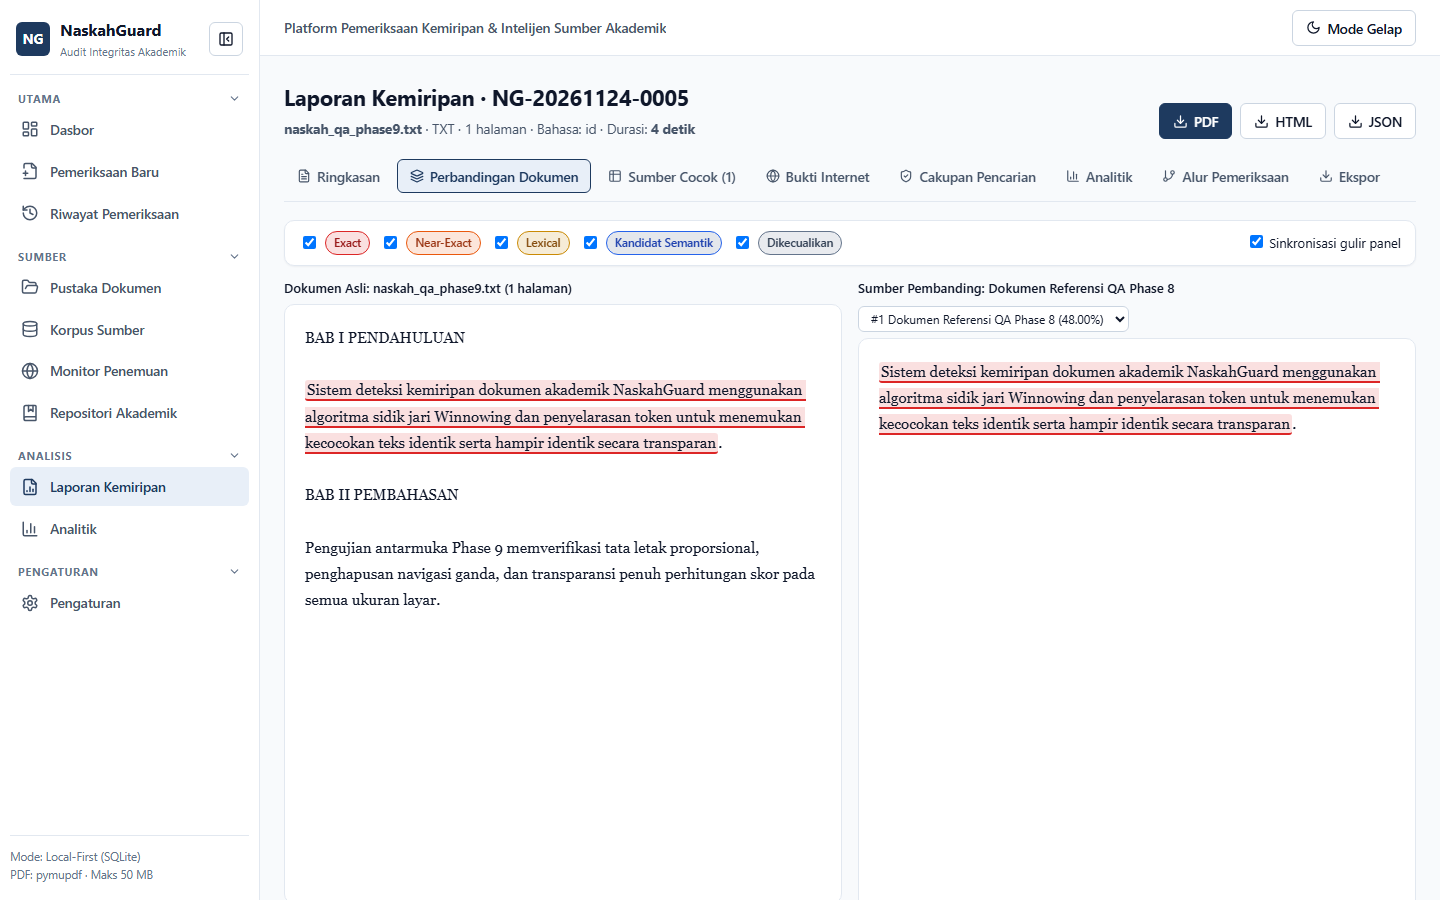 NG
NaskahGuard
Audit Integritas Akademik
UTAMA
Dasbor
Pemeriksaan Baru
Riwayat Pemeriksaan
SUMBER
Pustaka Dokumen
Korpus Sumber
Monitor Penemuan
Repositori Akademik
ANALISIS
Laporan Kemiripan
Analitik
PENGATURAN
Pengaturan
Mode: Local-First (SQLite)
PDF: pymupdf · Maks 50 MB
Platform Pemeriksaan Kemiripan & Intelijen Sumber Akademik
Mode Gelap
Laporan Kemiripan · NG-20261124-0005
naskah_qa_phase9.txt · TXT · 1 halaman · Bahasa: id · Durasi: 4 detik
PDF
HTML
JSON
Ringkasan
Perbandingan Dokumen
Sumber Cocok (1)
Bukti Internet
Cakupan Pencarian
Analitik
Alur Pemeriksaan
Ekspor
Exact
Near-Exact
Lexical
Kandidat Semantik
Dikecualikan
Sinkronisasi gulir panel
Dokumen Asli: naskah_qa_phase9.txt (1 halaman)
BAB I PENDAHULUAN
Sistem deteksi kemiripan dokumen akademik NaskahGuard menggunakan
algoritma sidik jari Winnowing dan penyelarasan token untuk menemukan
kecocokan teks identik serta hampir identik secara transparan.
BAB II PEMBAHASAN
Pengujian antarmuka Phase 9 memverifikasi tata letak proporsional,
penghapusan navigasi ganda, dan transparansi penuh perhitungan skor pada
semua ukuran layar.
Sumber Pembanding: Dokumen Referensi QA Phase 8
#1 Dokumen Referensi QA Phase 8 (48.00%)
Sistem deteksi kemiripan dokumen akademik NaskahGuard menggunakan
algoritma sidik jari Winnowing dan penyelarasan token untuk menemukan
kecocokan teks identik serta hampir identik secara transparan.